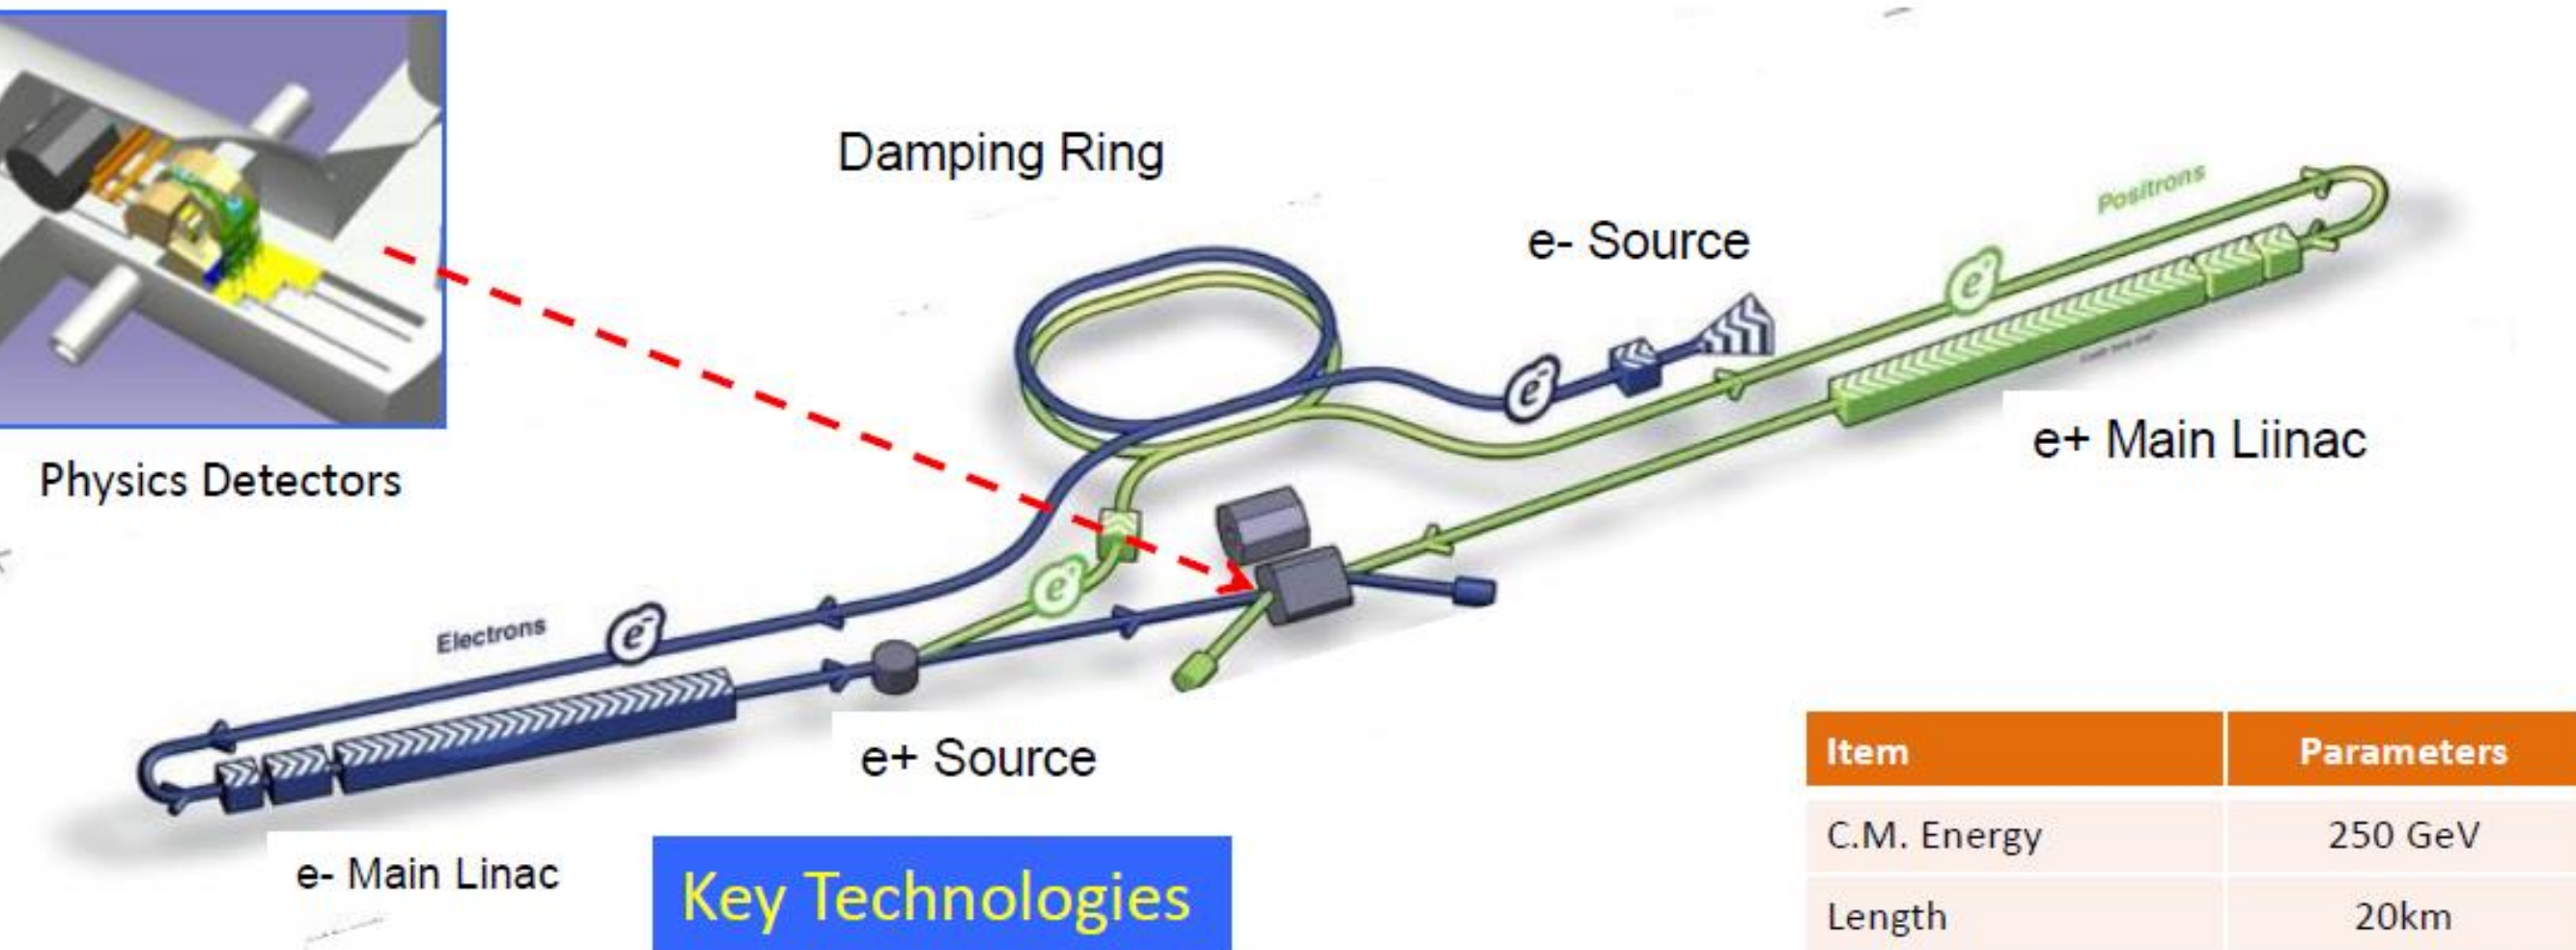 Damping Ring
e- Source
Positrons
e+
e-
e+ Main Liinac
Physics Detectors
e+
Electrons
e-
e+ Source
e- Main Linac
Key Technologies
Item Parameters
C.M. Energy 250 GeV
Length 20km